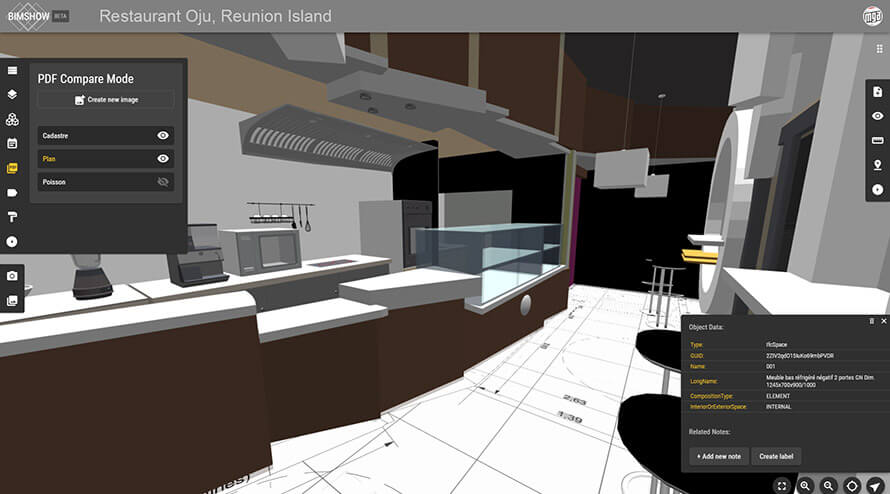 BIMSHOW BETA
Restaurant Oju, Reunion Island
mga
PDF Compare Mode
Create new image
Cadastre
Plan
Poisson
PDF
2,63
1,39
Object Data:
Type: IfcSpace
GUID:
Name: 001
LongName: Meuble bas réfrigéré négatif 2 portes GN Dim.
1245x700x900/1000
CompositionType: ELEMENT
InteriorOrExteriorSpace: INTERNAL
Related Notes:
+ Add new note
Create label